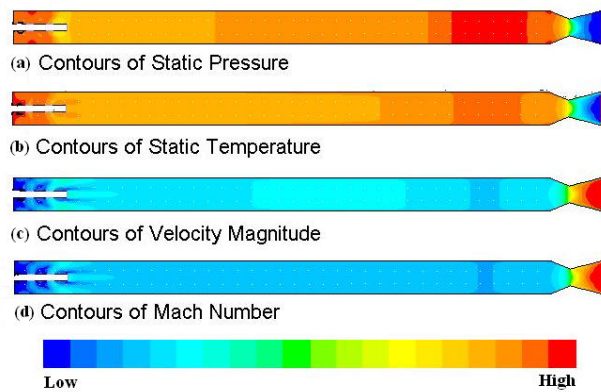 (a) Contours of Static Pressure
(b) Contours of Static Temperature
(c) Contours of Velocity Magnitude
(d) Contours of Mach Number
Low High